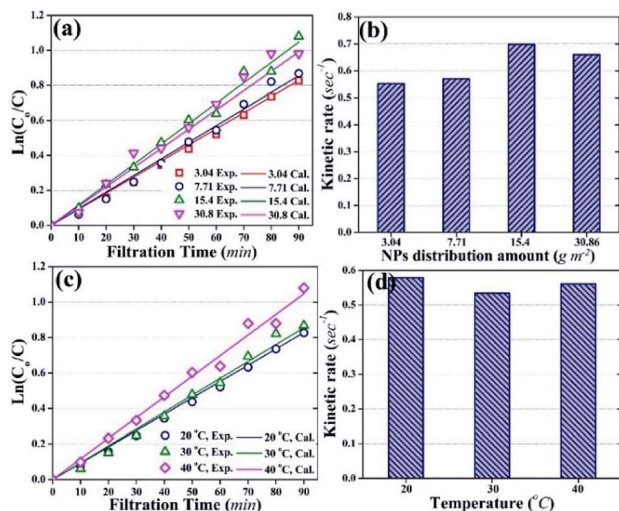 (a)
Ln(Cₒ/C)
1.0
0.8
0.6
0.4
0.2
0.0
3.04 Exp. 3.04 Cal.
7.71 Exp. 7.71 Cal.
15.4 Exp. 15.4 Cal.
30.8 Exp. 30.8 Cal.
0 10 20 30 40 50 60 70 80 90
Filtration Time (min)
(b)
Kinetic rate (sec⁻¹)
0.8
0.7
0.6
0.5
0.4
0.3
0.2
0.1
0.0
3.04 7.71 15.4 30.86
NPs distribution amount (g m⁻²)
(c)
Ln(Cₒ/C)
1.2
1.0
0.8
0.6
0.4
0.2
0.0
20 °C, Exp. 20 °C, Cal.
30 °C, Exp. 30 °C, Cal.
40 °C, Exp. 40 °C, Cal.
0 10 20 30 40 50 60 70 80 90
Filtration Time (min)
(d)
Kinetic rate (sec⁻¹)
0.6
0.5
0.4
0.3
0.2
0.1
0.0
20 30 40
Temperature (°C)